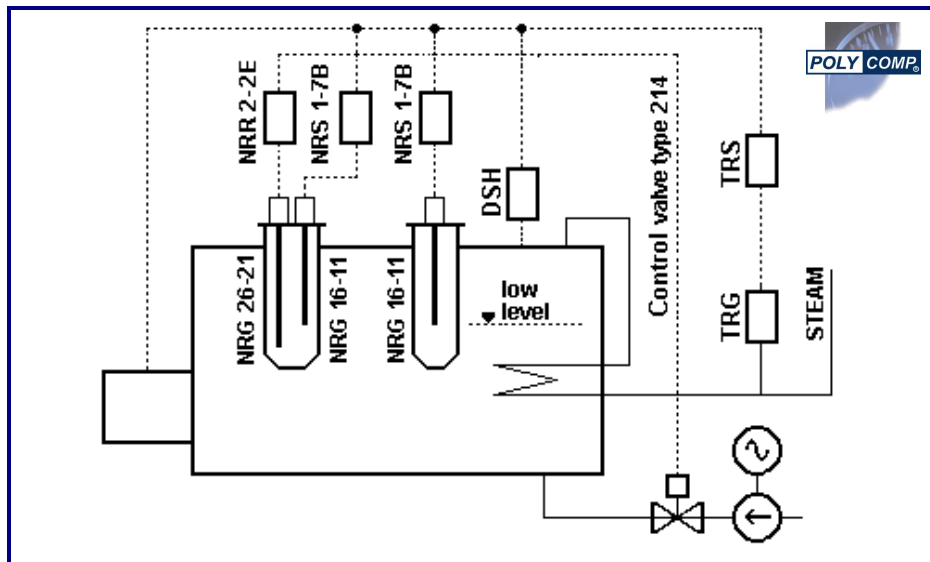 POLY COMP®
NRR 2-2E
NRS 1-7B
NRS 1-7B
DSH
Control valve type 214
TRS
NRG 26-21
NRG 16-11
NRG 16-11
low
level
TRG
STEAM